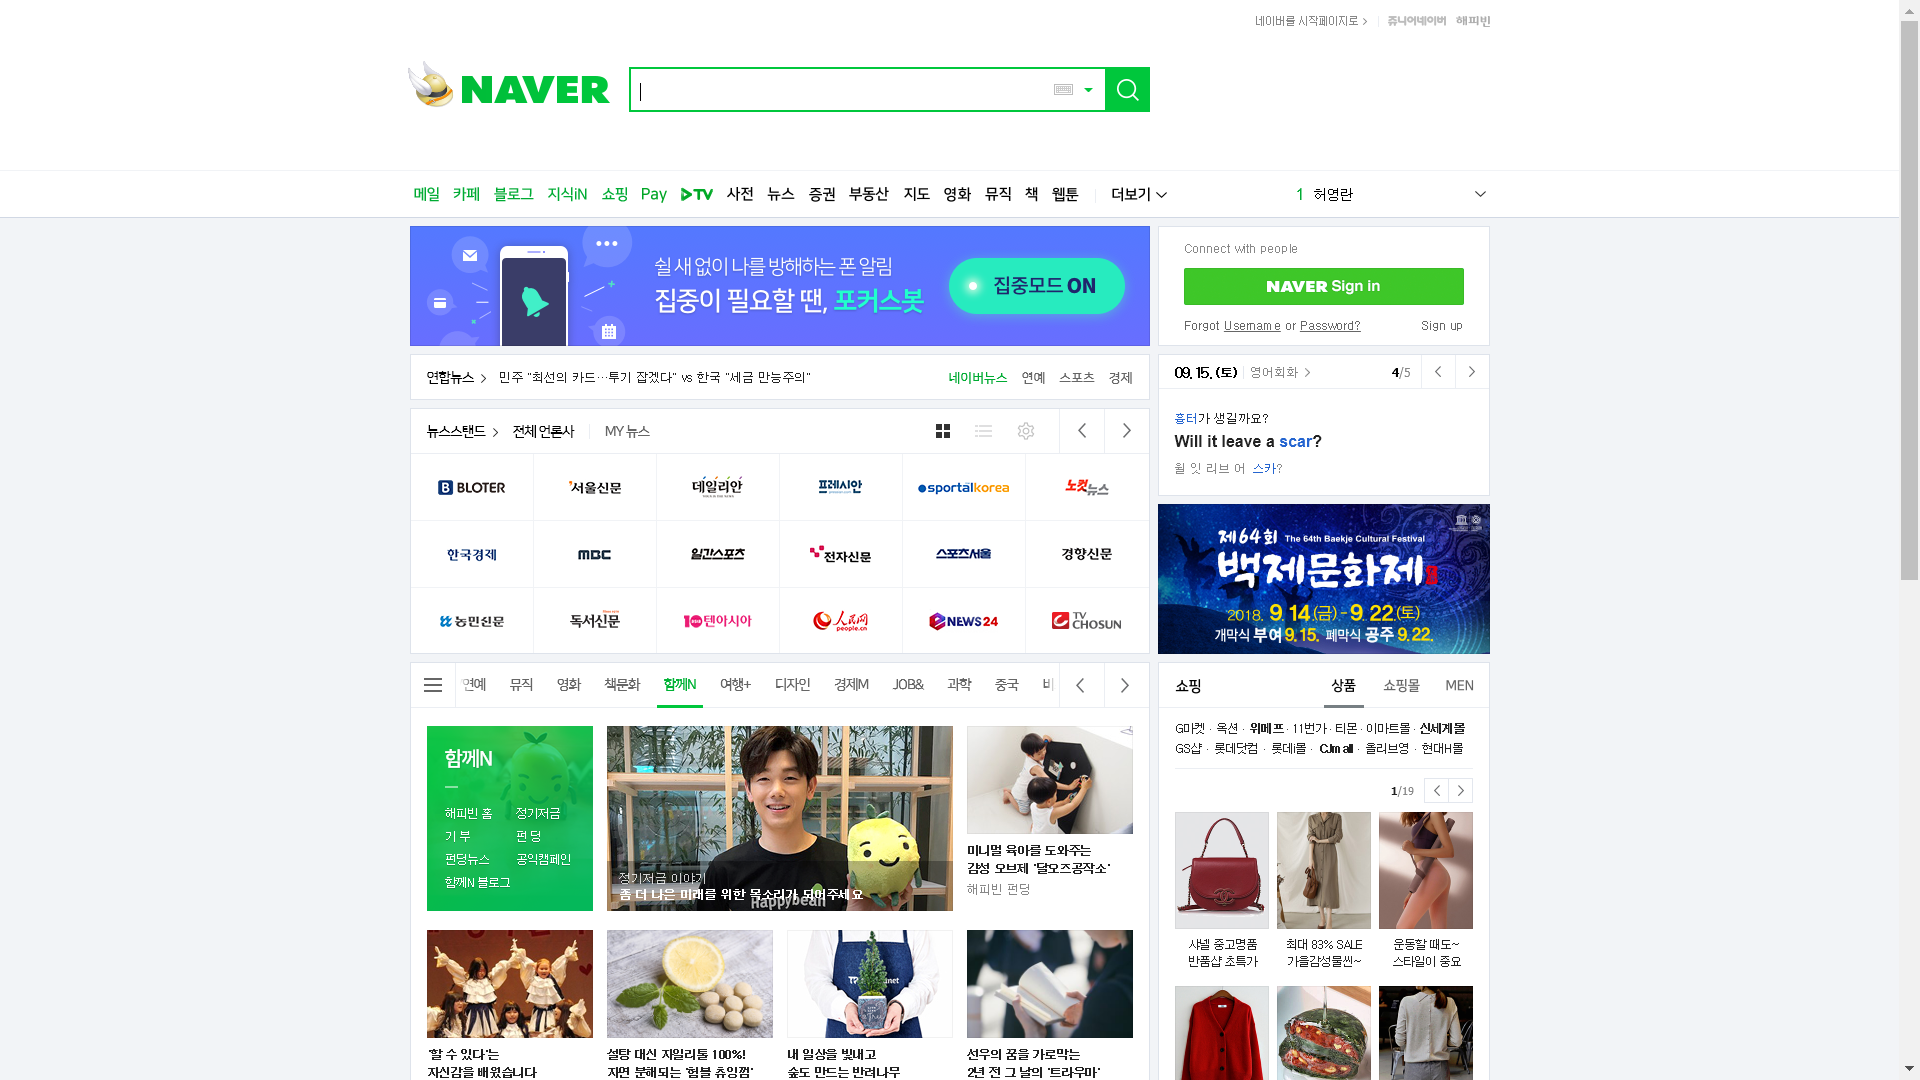 네이버를 시작페이지로
쥬니어네이버 해피빈
NAVER
메일 카페 블로그 지식iN 쇼핑 Pay TV 사전 뉴스 증권 부동산 지도 영화 뮤직 책 웹툰 더보기
1 허영란
쉴 새 없이 나를 방해하는 폰 알림
집중이 필요할 땐, 포커스봇
집중모드 ON
Connect with people
NAVER Sign in
Forgot Username or Password? Sign up
연합뉴스 민주 "최선의 카드…투기 잡겠다" vs 한국 "세금 만능주의"
네이버뉴스 연예 스포츠 경제
09. 15. (토) 영어회화 4/5
흉터가 생길까요?
Will it leave a scar?
윌 잇 리브 어 스카?
뉴스스탠드 전체 언론사 MY 뉴스
BLOTER 서울신문 데일리안 프레시안 sportalkorea 노컷뉴스
한국경제 MBC 일간스포츠 전자신문 스포츠서울 경향신문
농민신문 독서신문 10텐아시아 人民网 people.cn eNEWS24 TV CHOSUN
제64회 The 64th Baekje Cultural Festival
백제문화제
2018. 9.14(금)-9.22.(토)
개막식 부여 9.15. 폐막식 공주 9.22.
연예 뮤직 영화 책문화 함께N 여행+ 디자인 경제M JOB& 과학 중국 비
함께N
해피빈 홈 정기저금
기 부 펀 딩
펀딩뉴스 공익캠페인
함께N 블로그
정기저금 이야기
좀 더 나은 미래를 위한 목소리가 되어주세요
Happybean
미니멀 육아를 도와주는
감성 오브제 '달오즈공작소'
해피빈 펀딩
'할 수 있다'는
자신감을 배웠습니다
설탕 대신 자일리톨 100%!
자연 분해되는 '험블 츄잉껌'
내 일상을 빛내고
숲도 만드는 반려나무
선우의 꿈을 가로막는
2년 전 그 날의 '트라우마'
쇼핑 상품 쇼핑몰 MEN
G마켓 · 옥션 · 위메프 · 11번가 · 티몬 · 이마트몰 · 신세계몰
GS샵 · 롯데닷컴 · 롯데i몰 · CJmall · 올리브영 · 현대H몰
1/19
샤넬 중고명품
반품샵 초특가
최대 83% SALE
가을감성물씬~
운동할 때도~
스타일이 중요